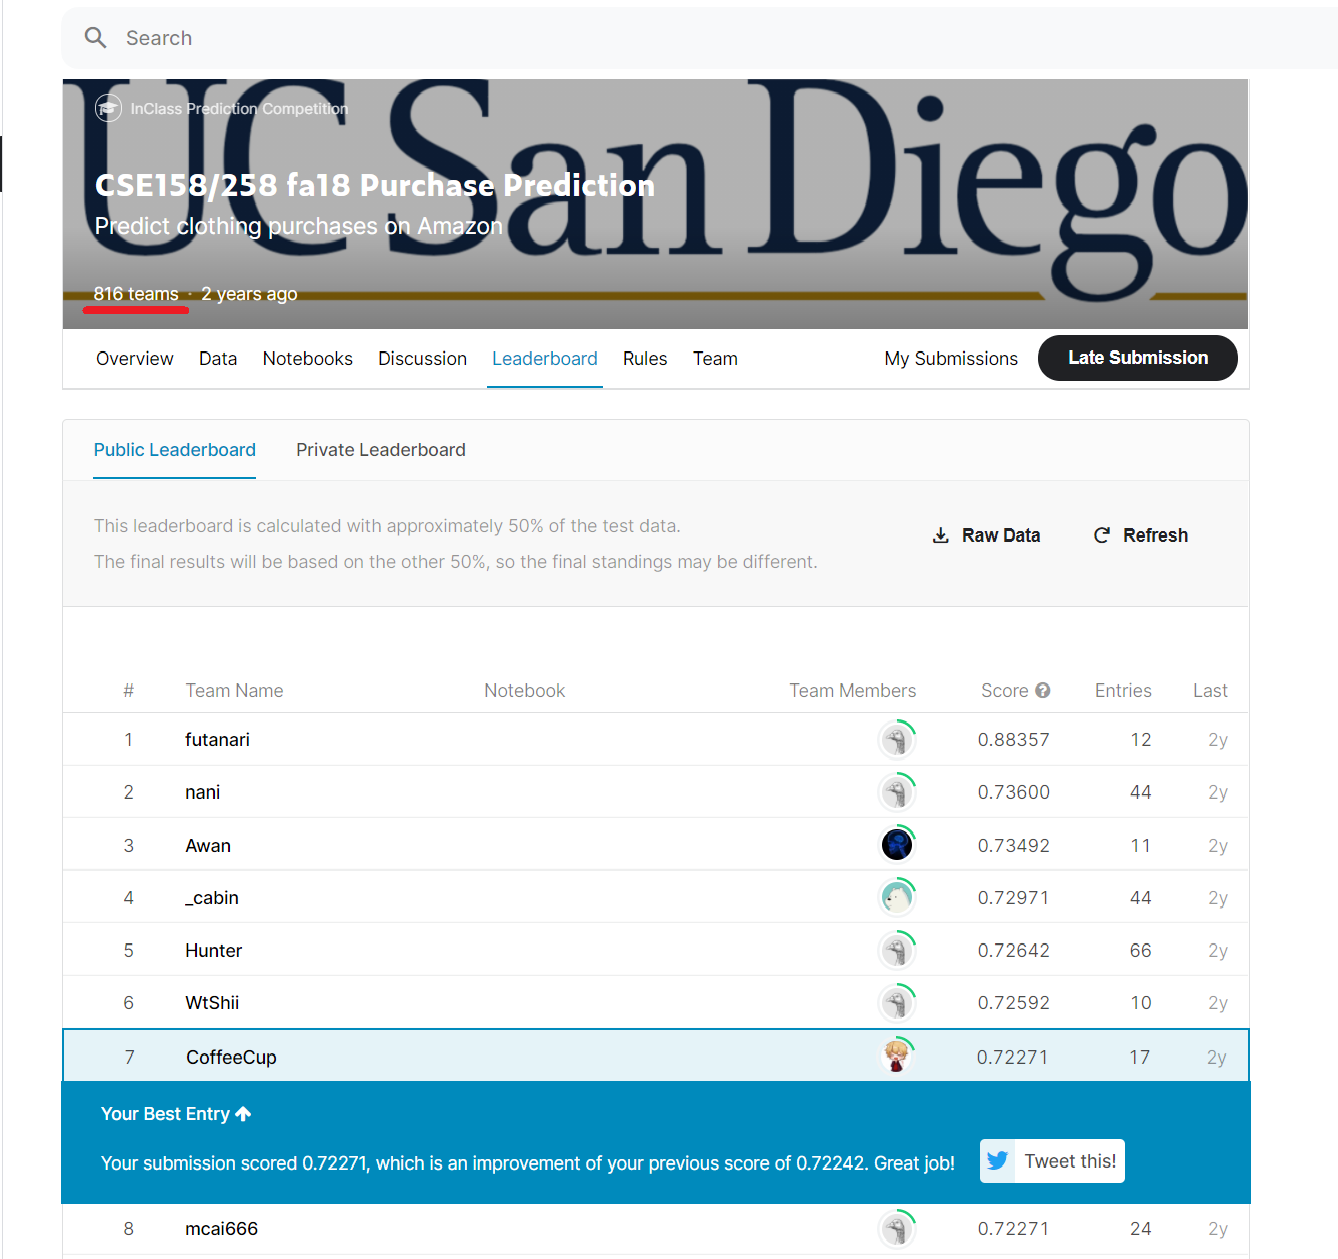 Search
UC San Diego
InClass Prediction Competition
CSE158/258 fa18 Purchase Prediction
Predict clothing purchases on Amazon
816 teams · 2 years ago
Overview Data Notebooks Discussion Leaderboard Rules Team My Submissions Late Submission
Public Leaderboard Private Leaderboard
This leaderboard is calculated with approximately 50% of the test data.
The final results will be based on the other 50%, so the final standings may be different.
Raw Data Refresh
# Team Name Notebook Team Members Score ? Entries Last
1 futanari 0.88357 12 2y
2 nani 0.73600 44 2y
3 Awan 0.73492 11 2y
4 _cabin 0.72971 44 2y
5 Hunter 0.72642 66 2y
6 WtShii 0.72592 10 2y
7 CoffeeCup 0.72271 17 2y
Your Best Entry ↑
Your submission scored 0.72271, which is an improvement of your previous score of 0.72242. Great job! Tweet this!
8 mcai666 0.72271 24 2y